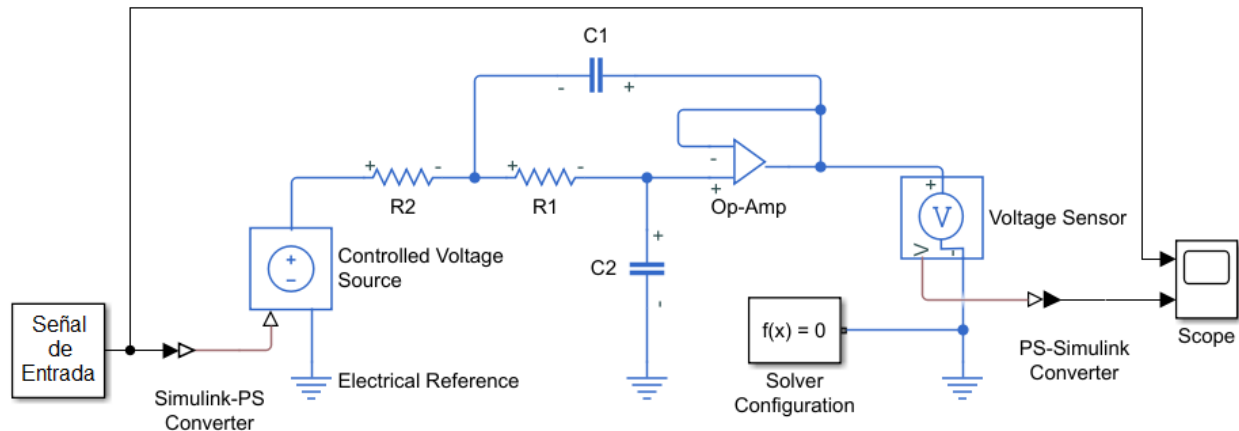 C1
R2
R1
Op-Amp
Voltage Sensor
V
V
Controlled Voltage
Source
C2
Señal
de
Entrada
f(x) = 0
Scope
Simulink-PS
Converter
Electrical Reference
Solver
Configuration
PS-Simulink
Converter